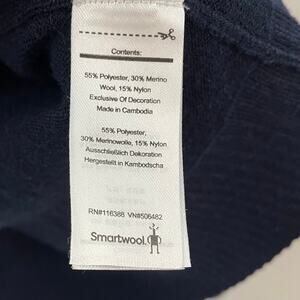 Contents:
55% Polyester, 30% Merino
Wool, 15% Nylon
Exclusive Of Decoration
Made in Cambodia
55% Polyester,
30% Merinowolle, 15% Nylon
Ausschließlich Dekoration
Hergestellt in Kambodscha
RN#116388 VN#506482
Smartwool